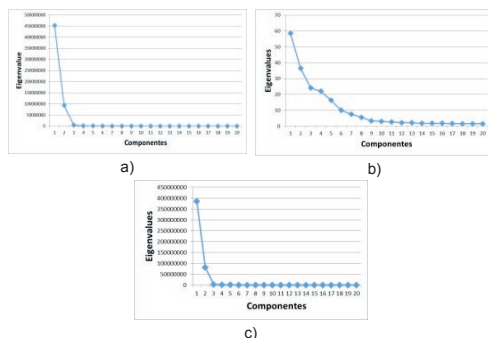 50000000
45000000
40000000
35000000
30000000
25000000
20000000
15000000
10000000
5000000
0
Eigenvalue
1 2 3 4 5 6 7 8 9 10 11 12 13 14 15 16 17 18 19 20
Componentes
a)
70
60
50
40
30
20
10
0
Eigenvalues
1 2 3 4 5 6 7 8 9 10 11 12 13 14 15 16 17 18 19 20
Componentes
b)
450000000
400000000
350000000
300000000
250000000
200000000
150000000
100000000
50000000
0
Eigenvalues
1 2 3 4 5 6 7 8 9 10 11 12 13 14 15 16 17 18 19 20
Componentes
c)